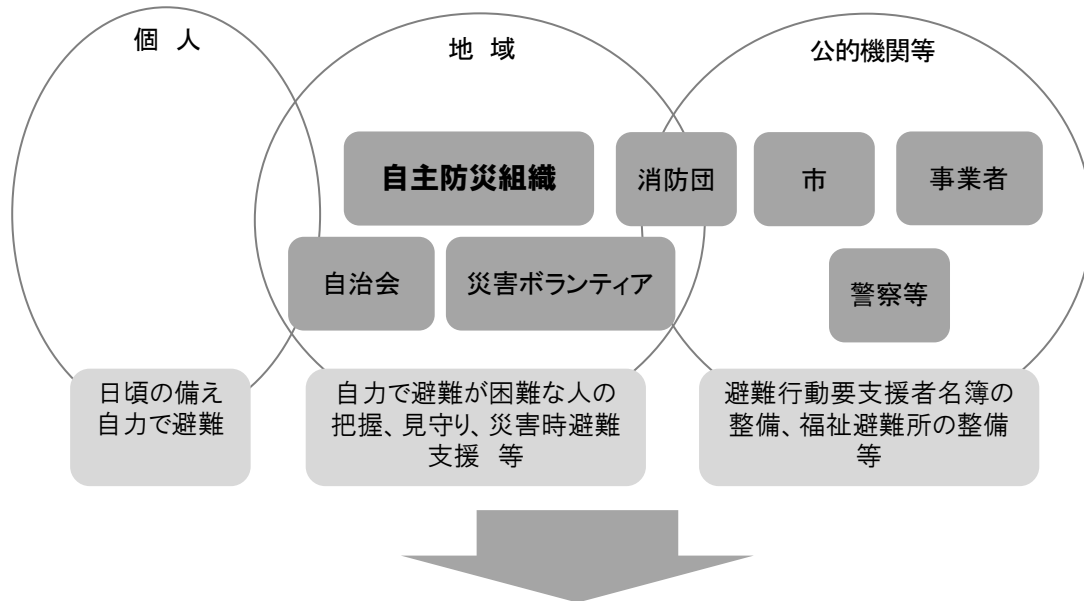 個 人
地 域
公的機関等
自主防災組織
消防団
市
事業者
自治会
災害ボランティア
警察等
日頃の備え
自力で避難
自力で避難が困難な人の
把握、見守り、災害時避難
支援 等
避難行動要支援者名簿の
整備、福祉避難所の整備
等